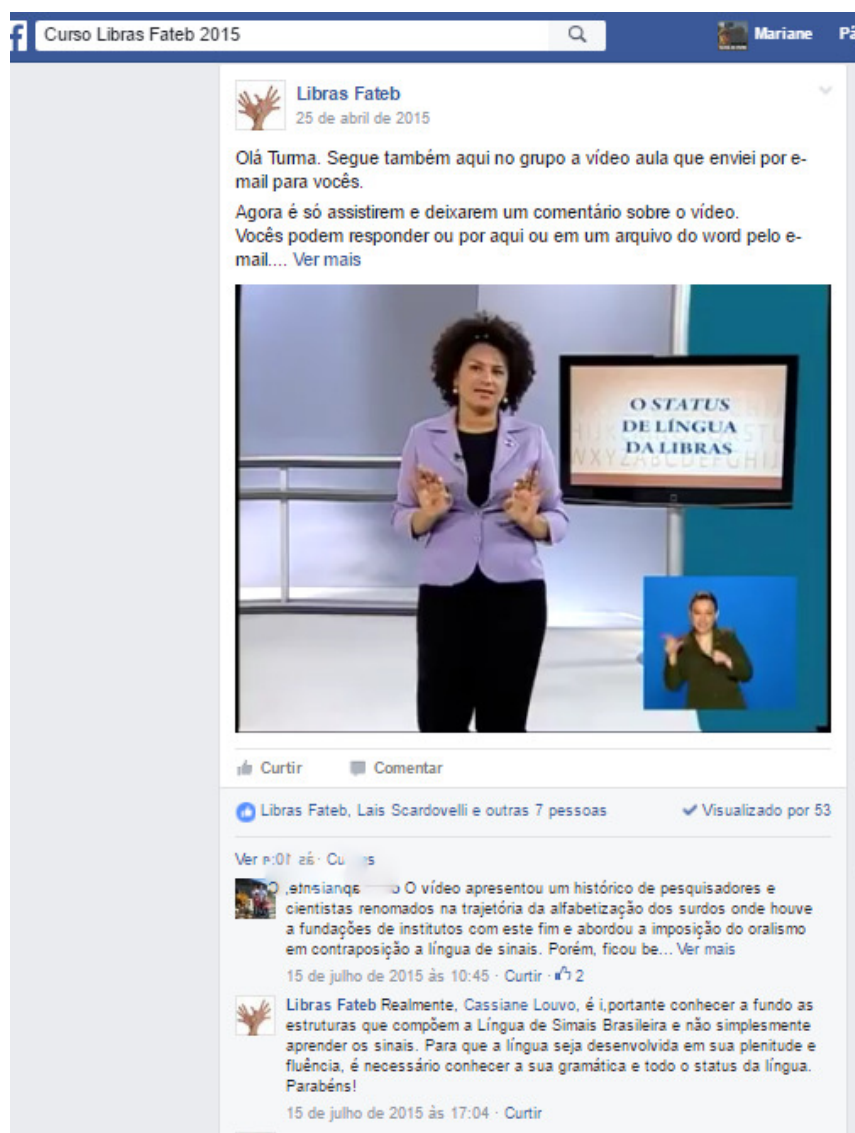 f Curso Libras Fateb 2015 Mariane
Libras Fateb
25 de abril de 2015
Olá Turma. Segue também aqui no grupo a vídeo aula que enviei por e-
mail para vocês.
Agora é só assistirem e deixarem um comentário sobre o vídeo.
Vocês podem responder ou por aqui ou em um arquivo do word pelo e-
mail.... Ver mais
O STATUS
DE LÍNGUA
DA LIBRAS
Curtir Comentar
Libras Fateb, Lais Scardovelli e outras 7 pessoas Visualizado por 53
Ver
O vídeo apresentou um histórico de pesquisadores e
cientistas renomados na trajetória da alfabetização dos surdos onde houve
a fundações de institutos com este fim e abordou a imposição do oralismo
em contraposição a língua de sinais. Porém, ficou be... Ver mais
15 de julho de 2015 às 10:45 · Curtir · 2
Libras Fateb Realmente, Cassiane Louvo, é i,portante conhecer a fundo as
estruturas que compõem a Língua de Simais Brasileira e não simplesmente
aprender os sinais. Para que a língua seja desenvolvida em sua plenitude e
fluência, é necessário conhecer a sua gramática e todo o status da língua.
Parabéns!
15 de julho de 2015 às 17:04 · Curtir